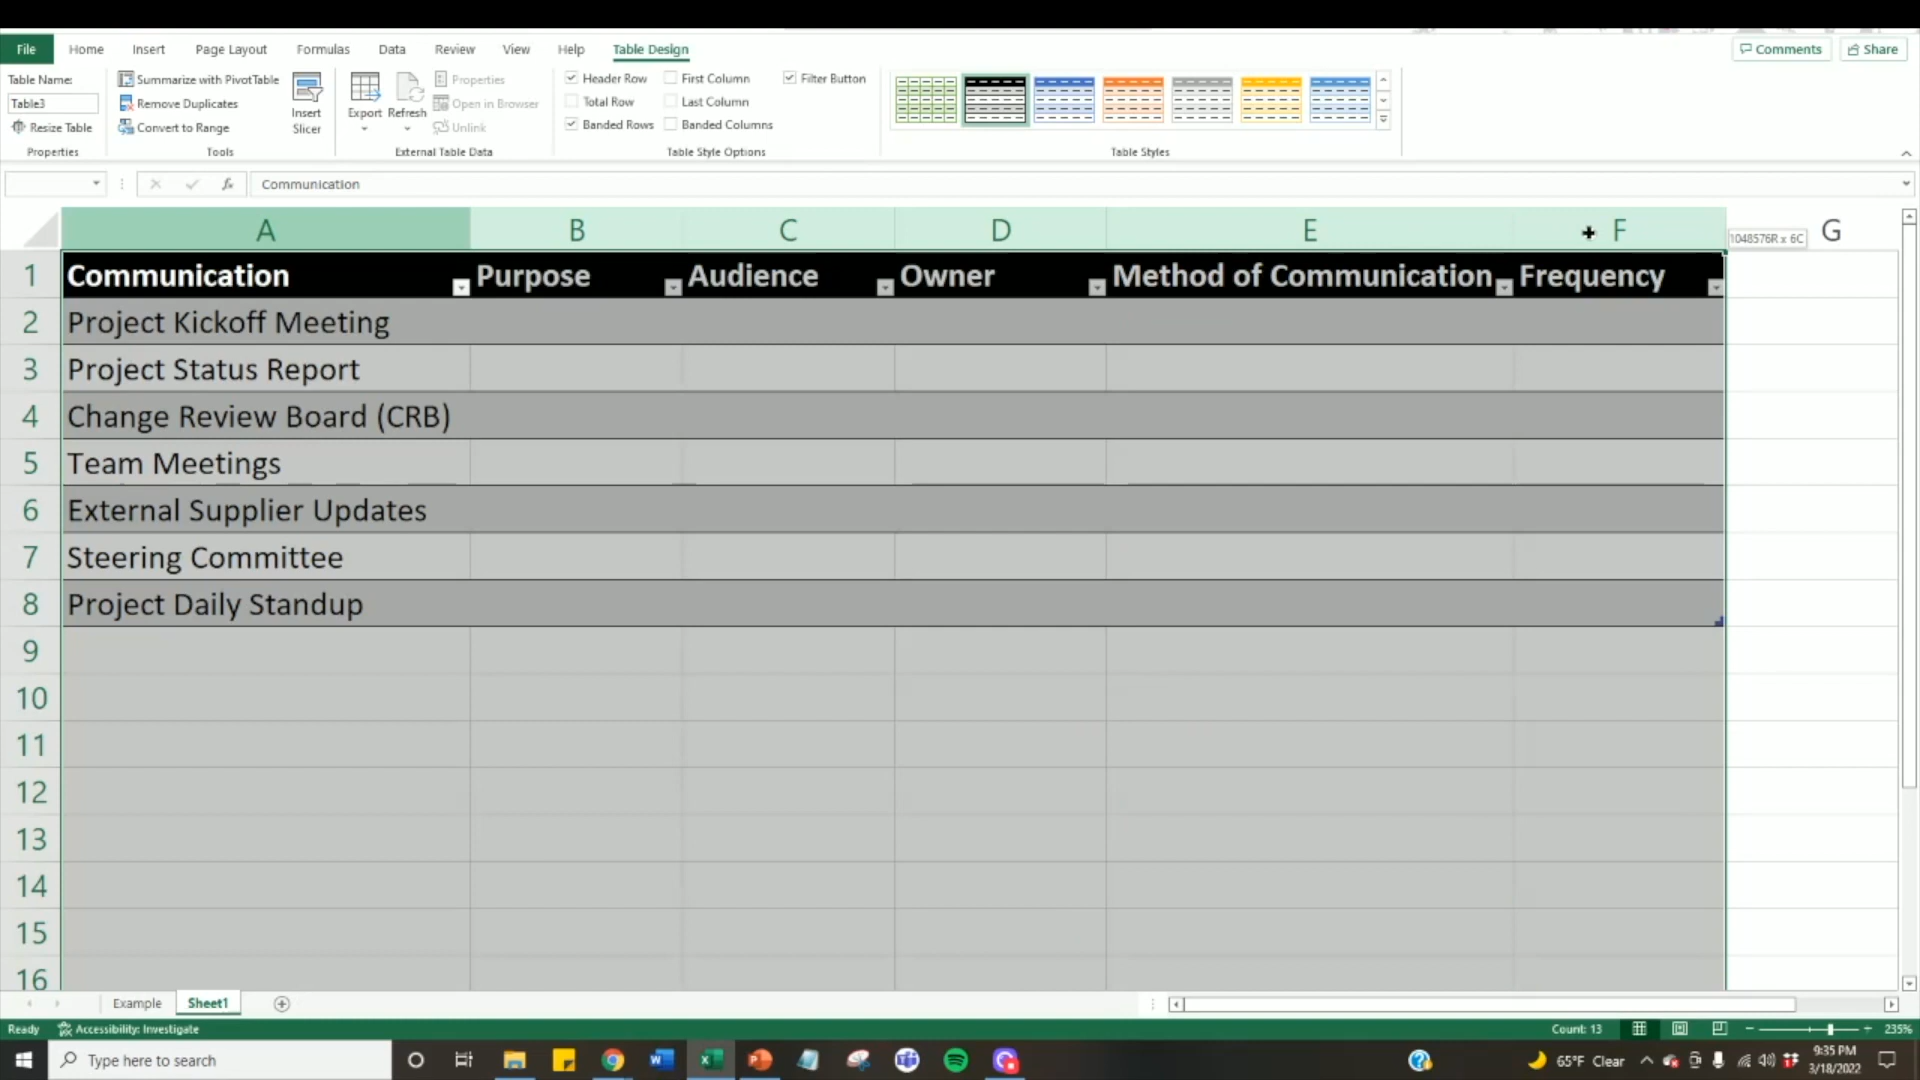 File Home Insert Page Layout Formulas Data Review View Help Table Design Comments Share
Table Name: Summarize with PivotTable Properties Header Row First Column Filter Button
Table3 Remove Duplicates Open in Browser Total Row Last Column
Resize Table Convert to Range Insert Slicer Export Refresh Unlink Banded Rows Banded Columns
Properties Tools External Table Data Table Style Options Table Styles
fx Communication
A B C D E F G
1048576R x 6C
1 Communication Purpose Audience Owner Method of Communication Frequency
2 Project Kickoff Meeting
3 Project Status Report
4 Change Review Board (CRB)
5 Team Meetings
6 External Supplier Updates
7 Steering Committee
8 Project Daily Standup
9
10
11
12
13
14
15
16
Example Sheet1
Ready Accessibility: Investigate Count: 13 235%
Type here to search 65°F Clear 9:35 PM
3/18/2022